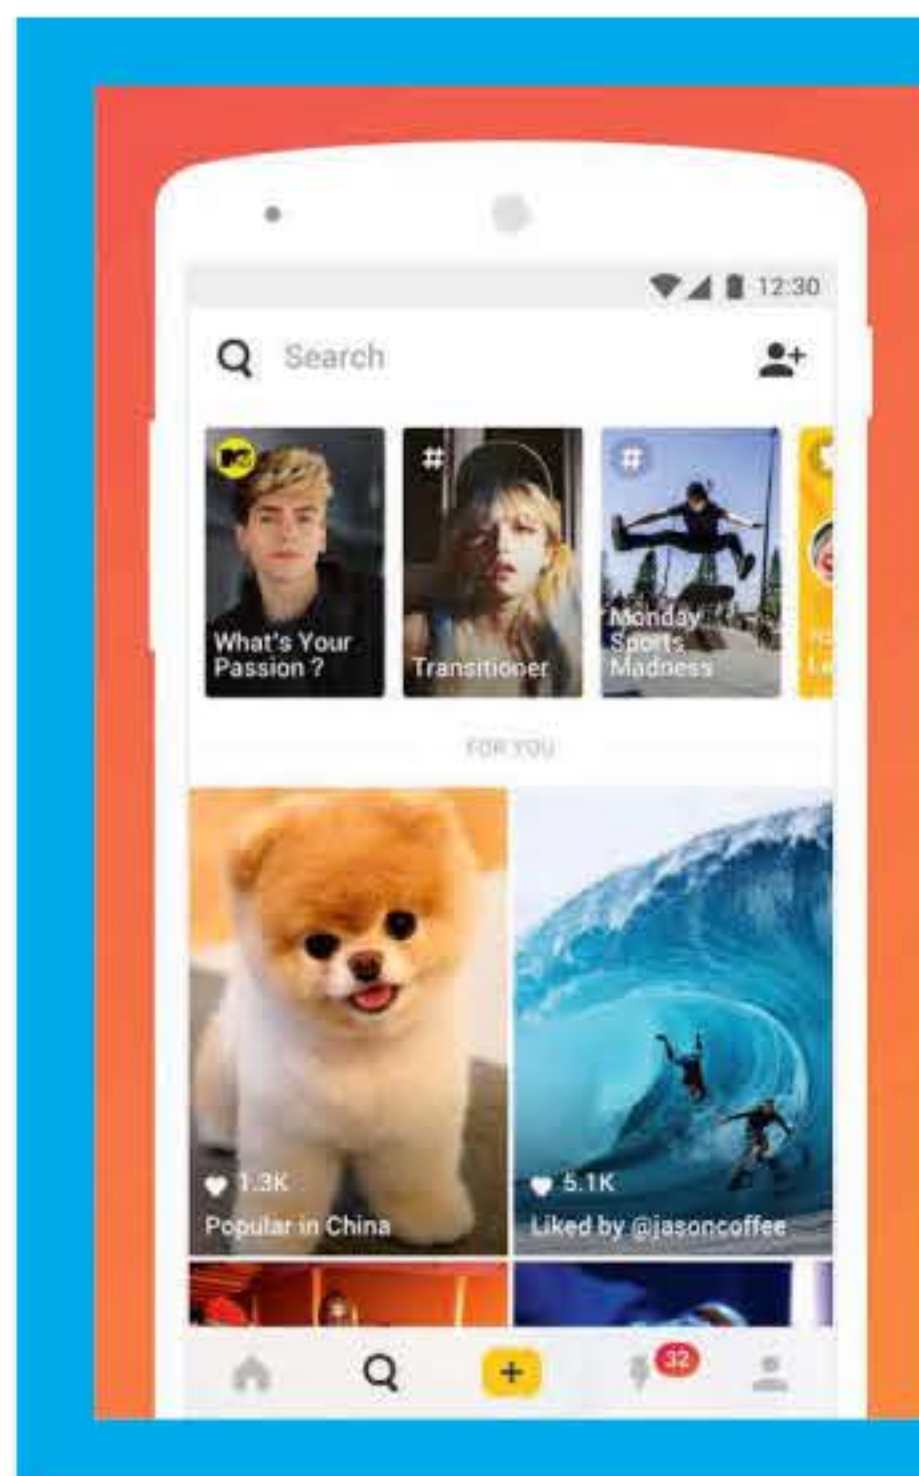 12:30
Search
#
#
What's Your
Passion ?
Transitioner
Monday
Sports
Madness
FOR YOU
1.3K
Popular in China
5.1K
Liked by @jasoncoffee
+
32